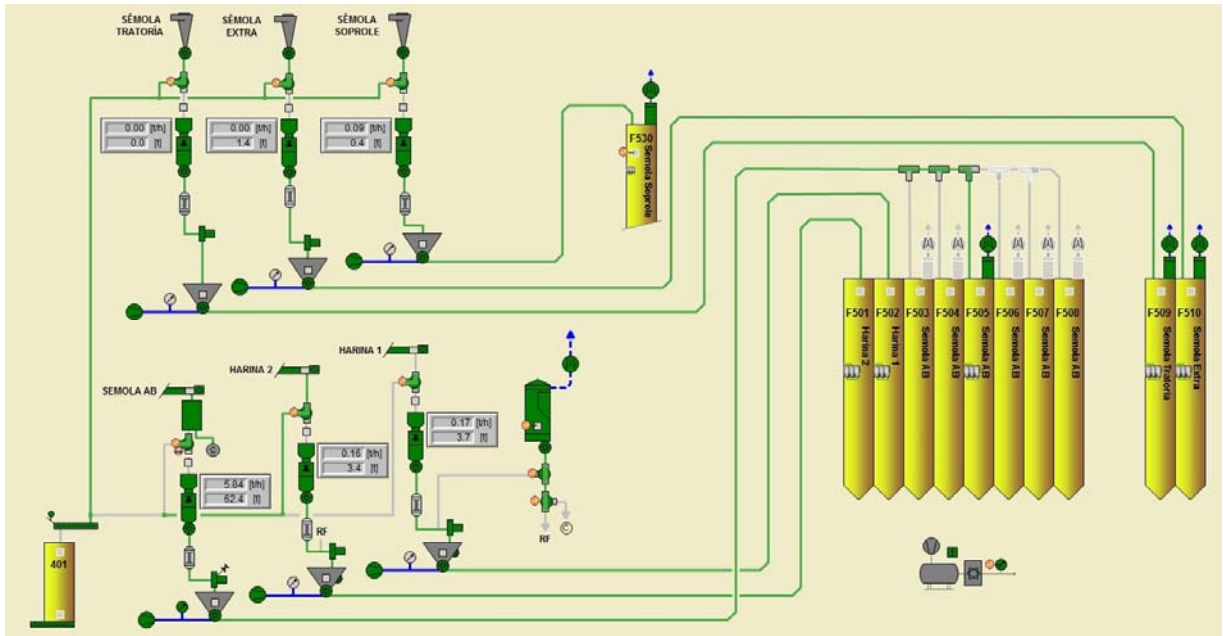 SÉMOLA
TRATORÍA
SÉMOLA
EXTRA
SÉMOLA
SOPROLE
0.00 [t/h]
0.0 [t]
0.00 [t/h]
1.4 [t]
0.09 [t/h]
0.4 [t]
F530
Semola Soprole
F501
Harina 2
F502
Harina 1
F503
Semola AB
F504
Semola AB
F505
Semola AB
F506
Semola AB
F507
Semola AB
F508
Semola AB
F509
Semola Tratoria
F510
Semola Extra
HARINA 1
HARINA 2
SEMOLA AB
C
0.17 [t/h]
3.7 [t]
0.16 [t/h]
3.4 [t]
5.84 [t/h]
62.4 [t]
RF
RF
C
401